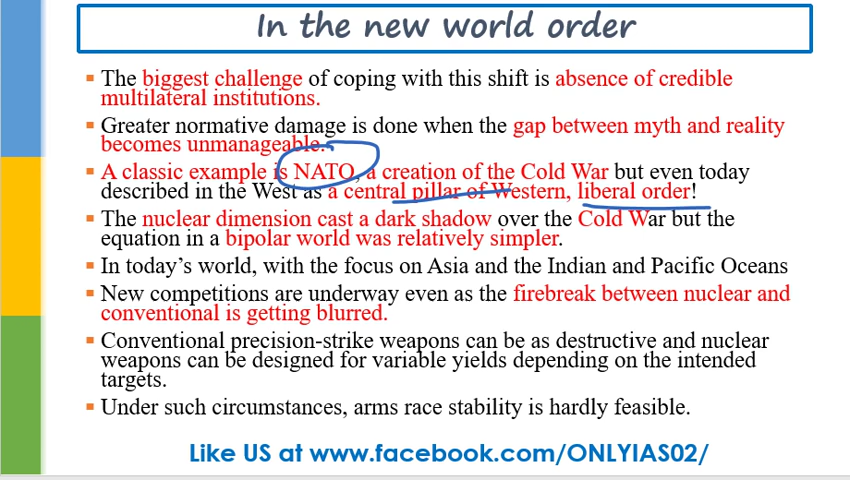 In the new world order
▪ The biggest challenge of coping with this shift is absence of credible
multilateral institutions.
▪ Greater normative damage is done when the gap between myth and reality
becomes unmanageable.
▪ A classic example is NATO, a creation of the Cold War but even today
described in the West as a central pillar of Western, liberal order!
▪ The nuclear dimension cast a dark shadow over the Cold War but the
equation in a bipolar world was relatively simpler.
▪ In today’s world, with the focus on Asia and the Indian and Pacific Oceans
▪ New competitions are underway even as the firebreak between nuclear and
conventional is getting blurred.
▪ Conventional precision-strike weapons can be as destructive and nuclear
weapons can be designed for variable yields depending on the intended
targets.
▪ Under such circumstances, arms race stability is hardly feasible.
Like US at www.facebook.com/ONLYIAS02/